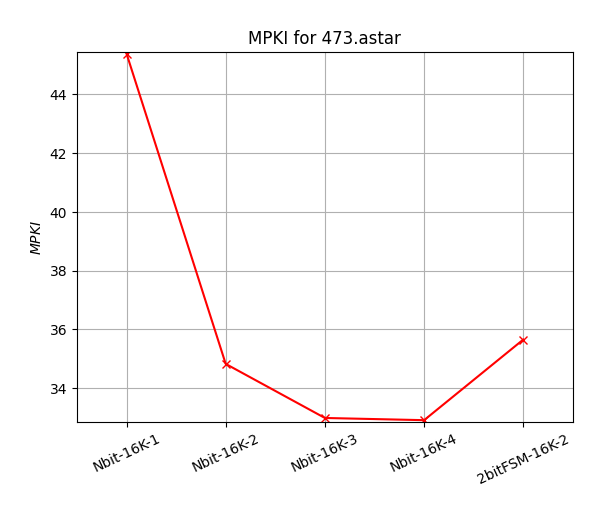 MPKI for 473.astar
MPKI
44
42
40
38
36
34
Nbit-16K-1
Nbit-16K-2
Nbit-16K-3
Nbit-16K-4
2bitFSM-16K-2